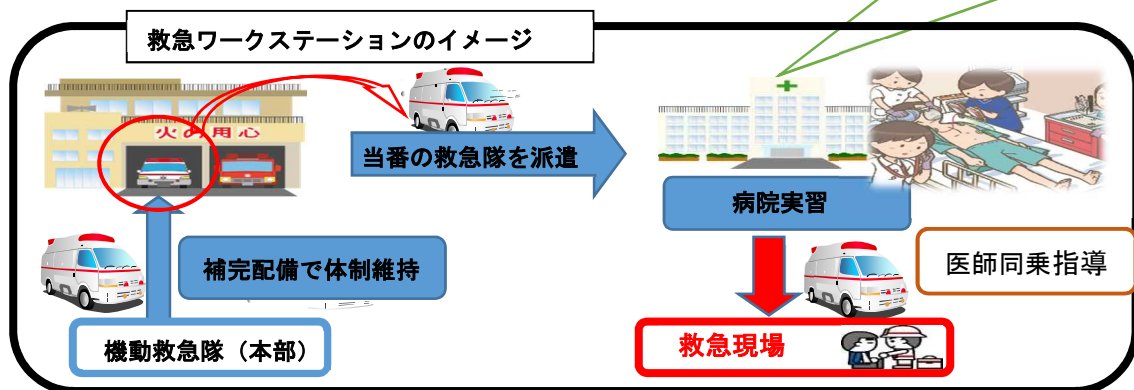 救急ワークステーションのイメージ
火の用心
当番の救急隊を派遣
病院実習
補完配備で体制維持
医師同乗指導
機動救急隊（本部）
救急現場